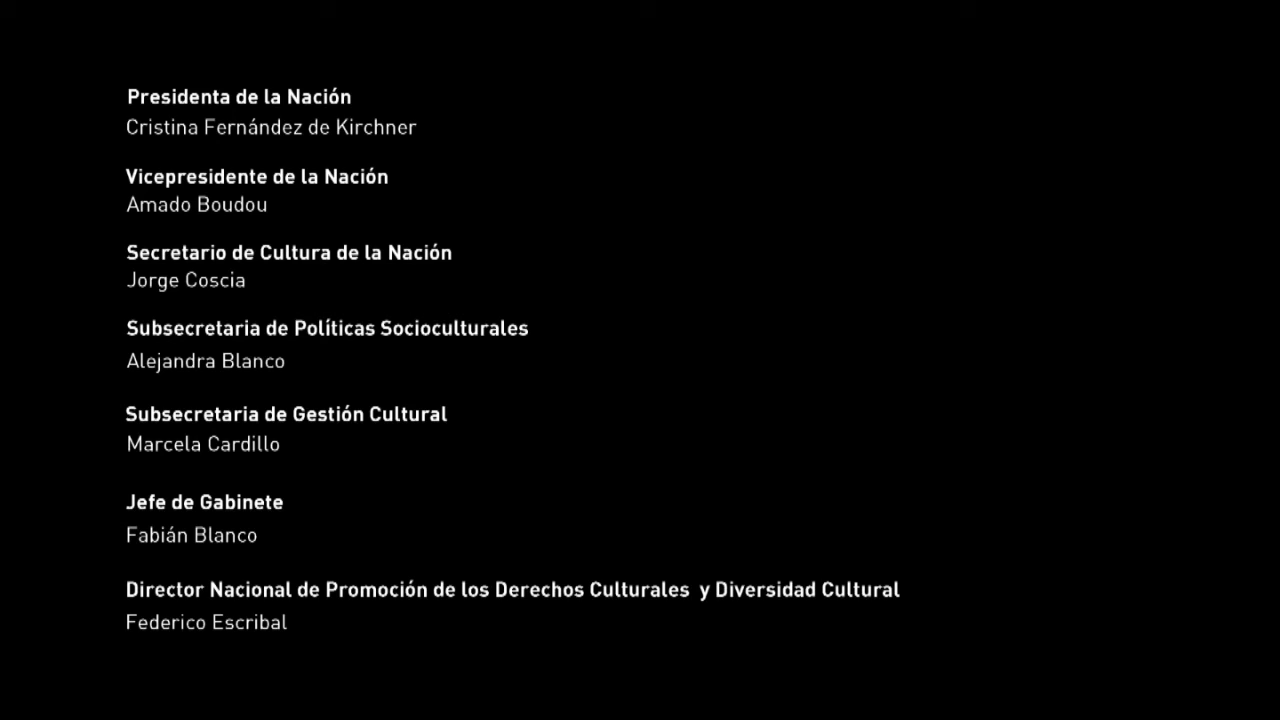 Presidenta de la Nación
Cristina Fernández de Kirchner
Vicepresidente de la Nación
Amado Boudou
Secretario de Cultura de la Nación
Jorge Coscia
Subsecretaria de Políticas Socioculturales
Alejandra Blanco
Subsecretaria de Gestión Cultural
Marcela Cardillo
Jefe de Gabinete
Fabián Blanco
Director Nacional de Promoción de los Derechos Culturales y Diversidad Cultural
Federico Escribal